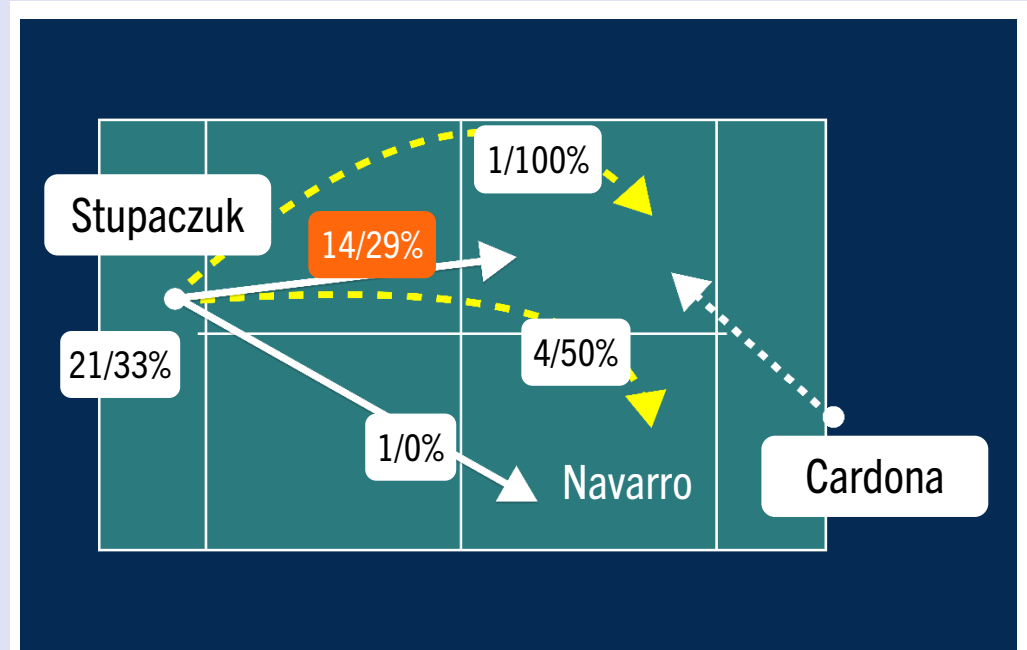 1/100%
Stupaczuk
14/29%
21/33%
4/50%
1/0%
Navarro
Cardona